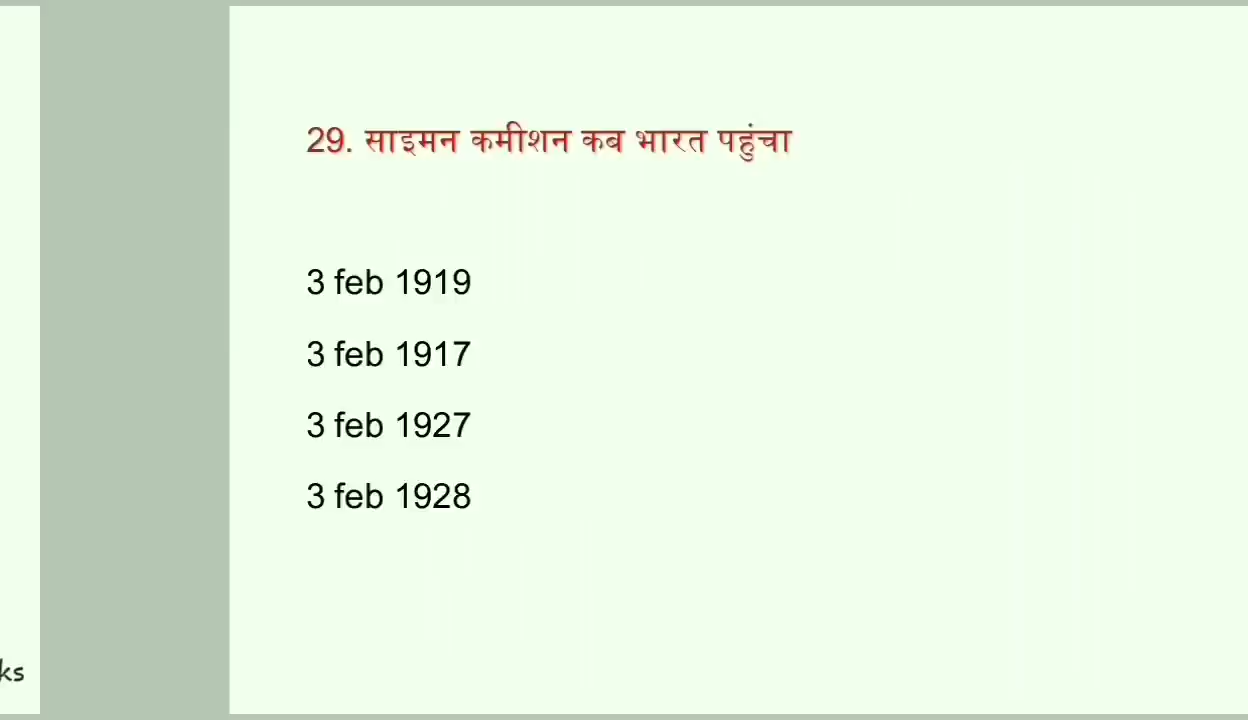 29. साइमन कमीशन कब भारत पहुंचा
3 feb 1919
3 feb 1917
3 feb 1927
3 feb 1928
ks